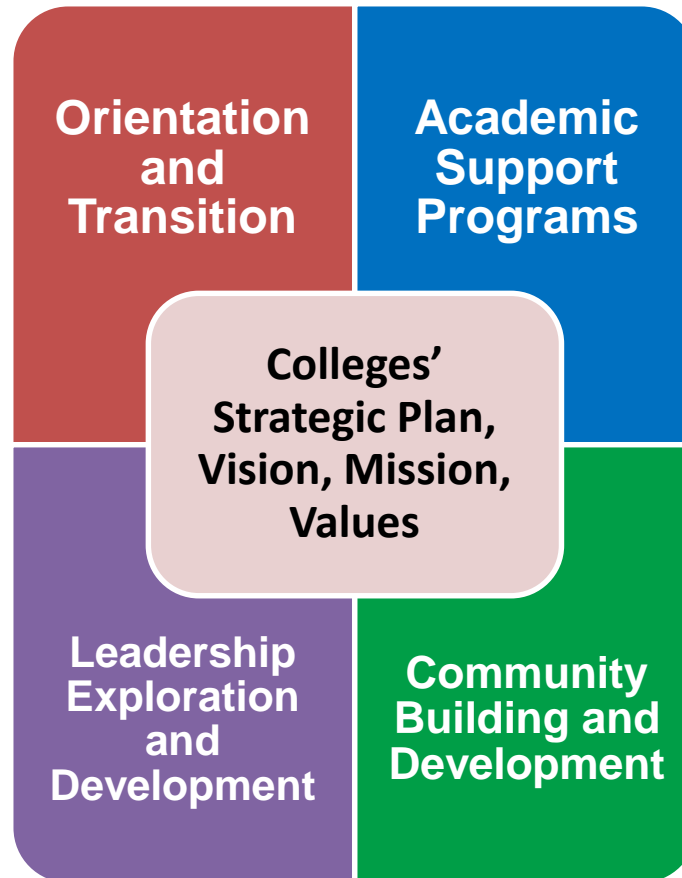 Orientation
and
Transition
Academic
Support
Programs
Colleges’
Strategic Plan,
Vision, Mission,
Values
Leadership
Exploration
and
Development
Community
Building and
Development